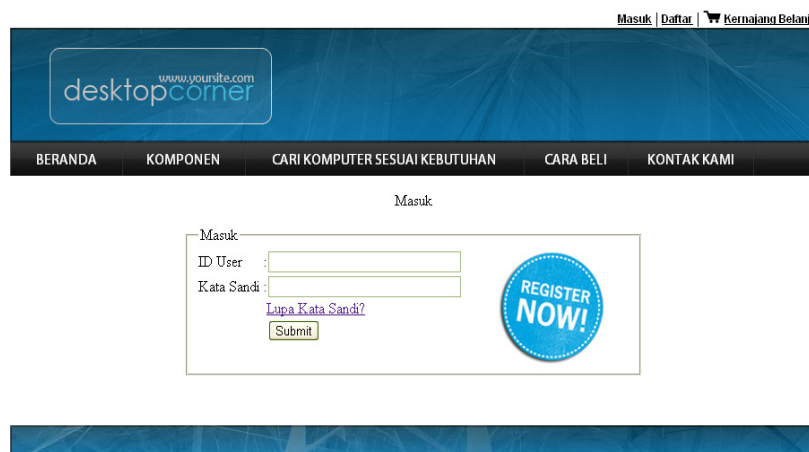 Masuk | Daftar | Kernajang Belanj
www.yoursite.com
desktopcorner
BERANDA KOMPONEN CARI KOMPUTER SESUAI KEBUTUHAN CARA BELI KONTAK KAMI
Masuk
Masuk
ID User :
Kata Sandi :
Lupa Kata Sandi?
Submit
REGISTER
NOW!